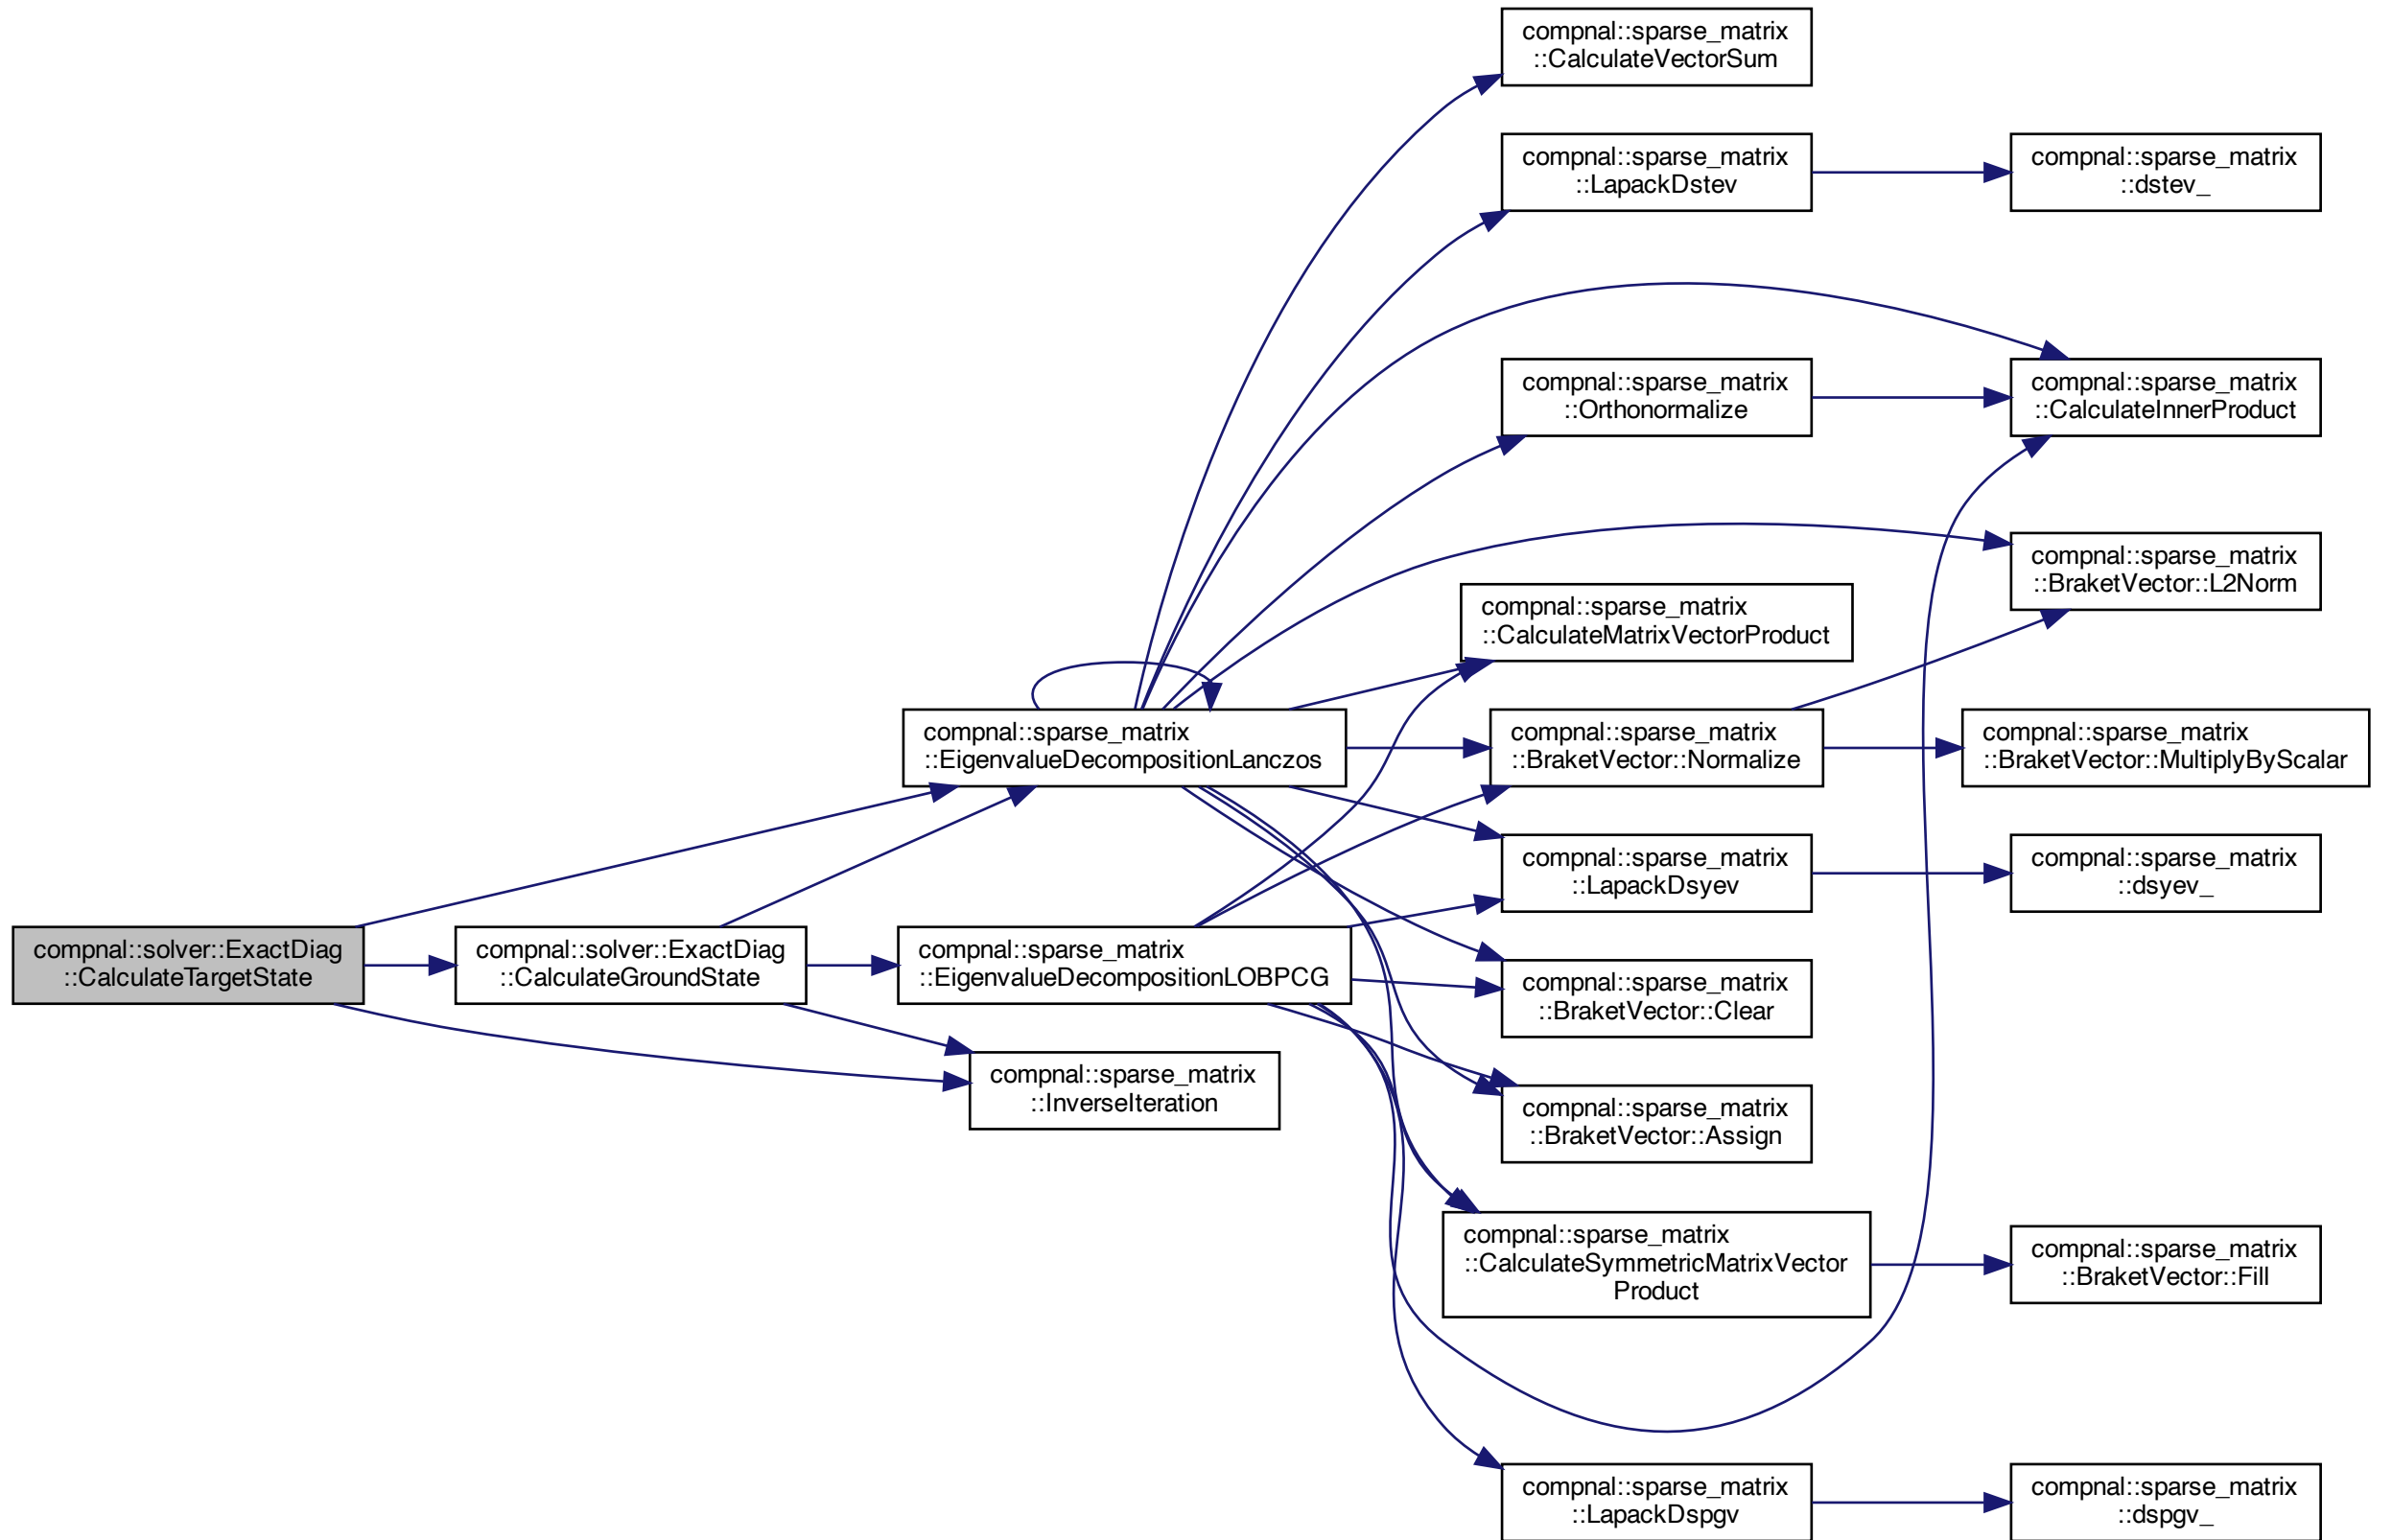 compnal::sparse_matrix
::CalculateVectorSum
compnal::sparse_matrix
::LapackDstev
compnal::sparse_matrix
::dstev_
compnal::sparse_matrix
::Orthonormalize
compnal::sparse_matrix
::CalculateInnerProduct
compnal::sparse_matrix
::BraketVector::L2Norm
compnal::sparse_matrix
::CalculateMatrixVectorProduct
compnal::sparse_matrix
::EigenvalueDecompositionLanczos
compnal::sparse_matrix
::BraketVector::Normalize
compnal::sparse_matrix
::BraketVector::MultiplyByScalar
compnal::sparse_matrix
::LapackDsyev
compnal::sparse_matrix
::dsyev_
compnal::solver::ExactDiag
::CalculateTargetState
compnal::solver::ExactDiag
::CalculateGroundState
compnal::sparse_matrix
::EigenvalueDecompositionLOBPCG
compnal::sparse_matrix
::BraketVector::Clear
compnal::sparse_matrix
::InverseIteration
compnal::sparse_matrix
::BraketVector::Assign
compnal::sparse_matrix
::CalculateSymmetricMatrixVector
Product
compnal::sparse_matrix
::BraketVector::Fill
compnal::sparse_matrix
::LapackDspgv
compnal::sparse_matrix
::dspgv_